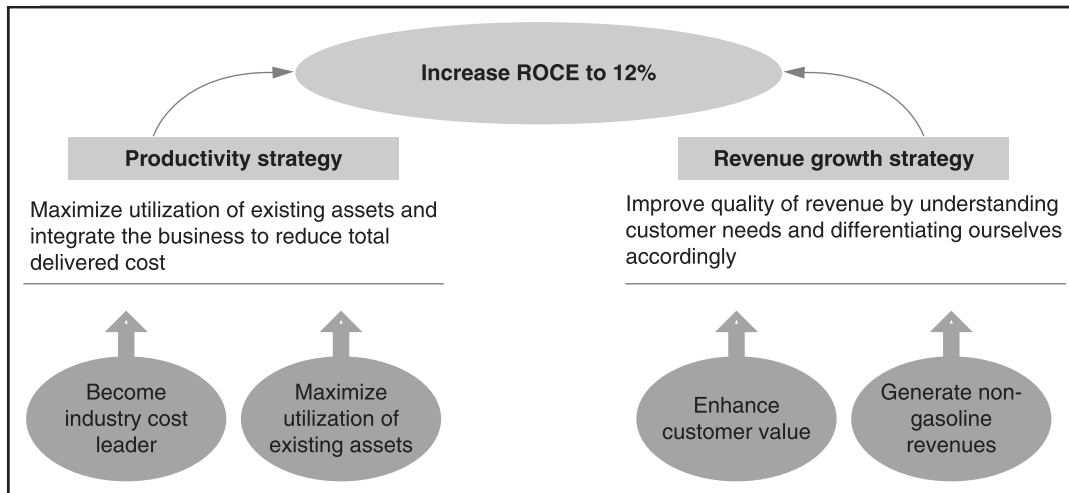 Increase ROCE to 12%
Productivity strategy
Maximize utilization of existing assets and
integrate the business to reduce total
delivered cost
Become
industry cost
leader
Maximize
utilization of
existing assets
Revenue growth strategy
Improve quality of revenue by understanding
customer needs and differentiating ourselves
accordingly
Enhance
customer value
Generate non-
gasoline
revenues